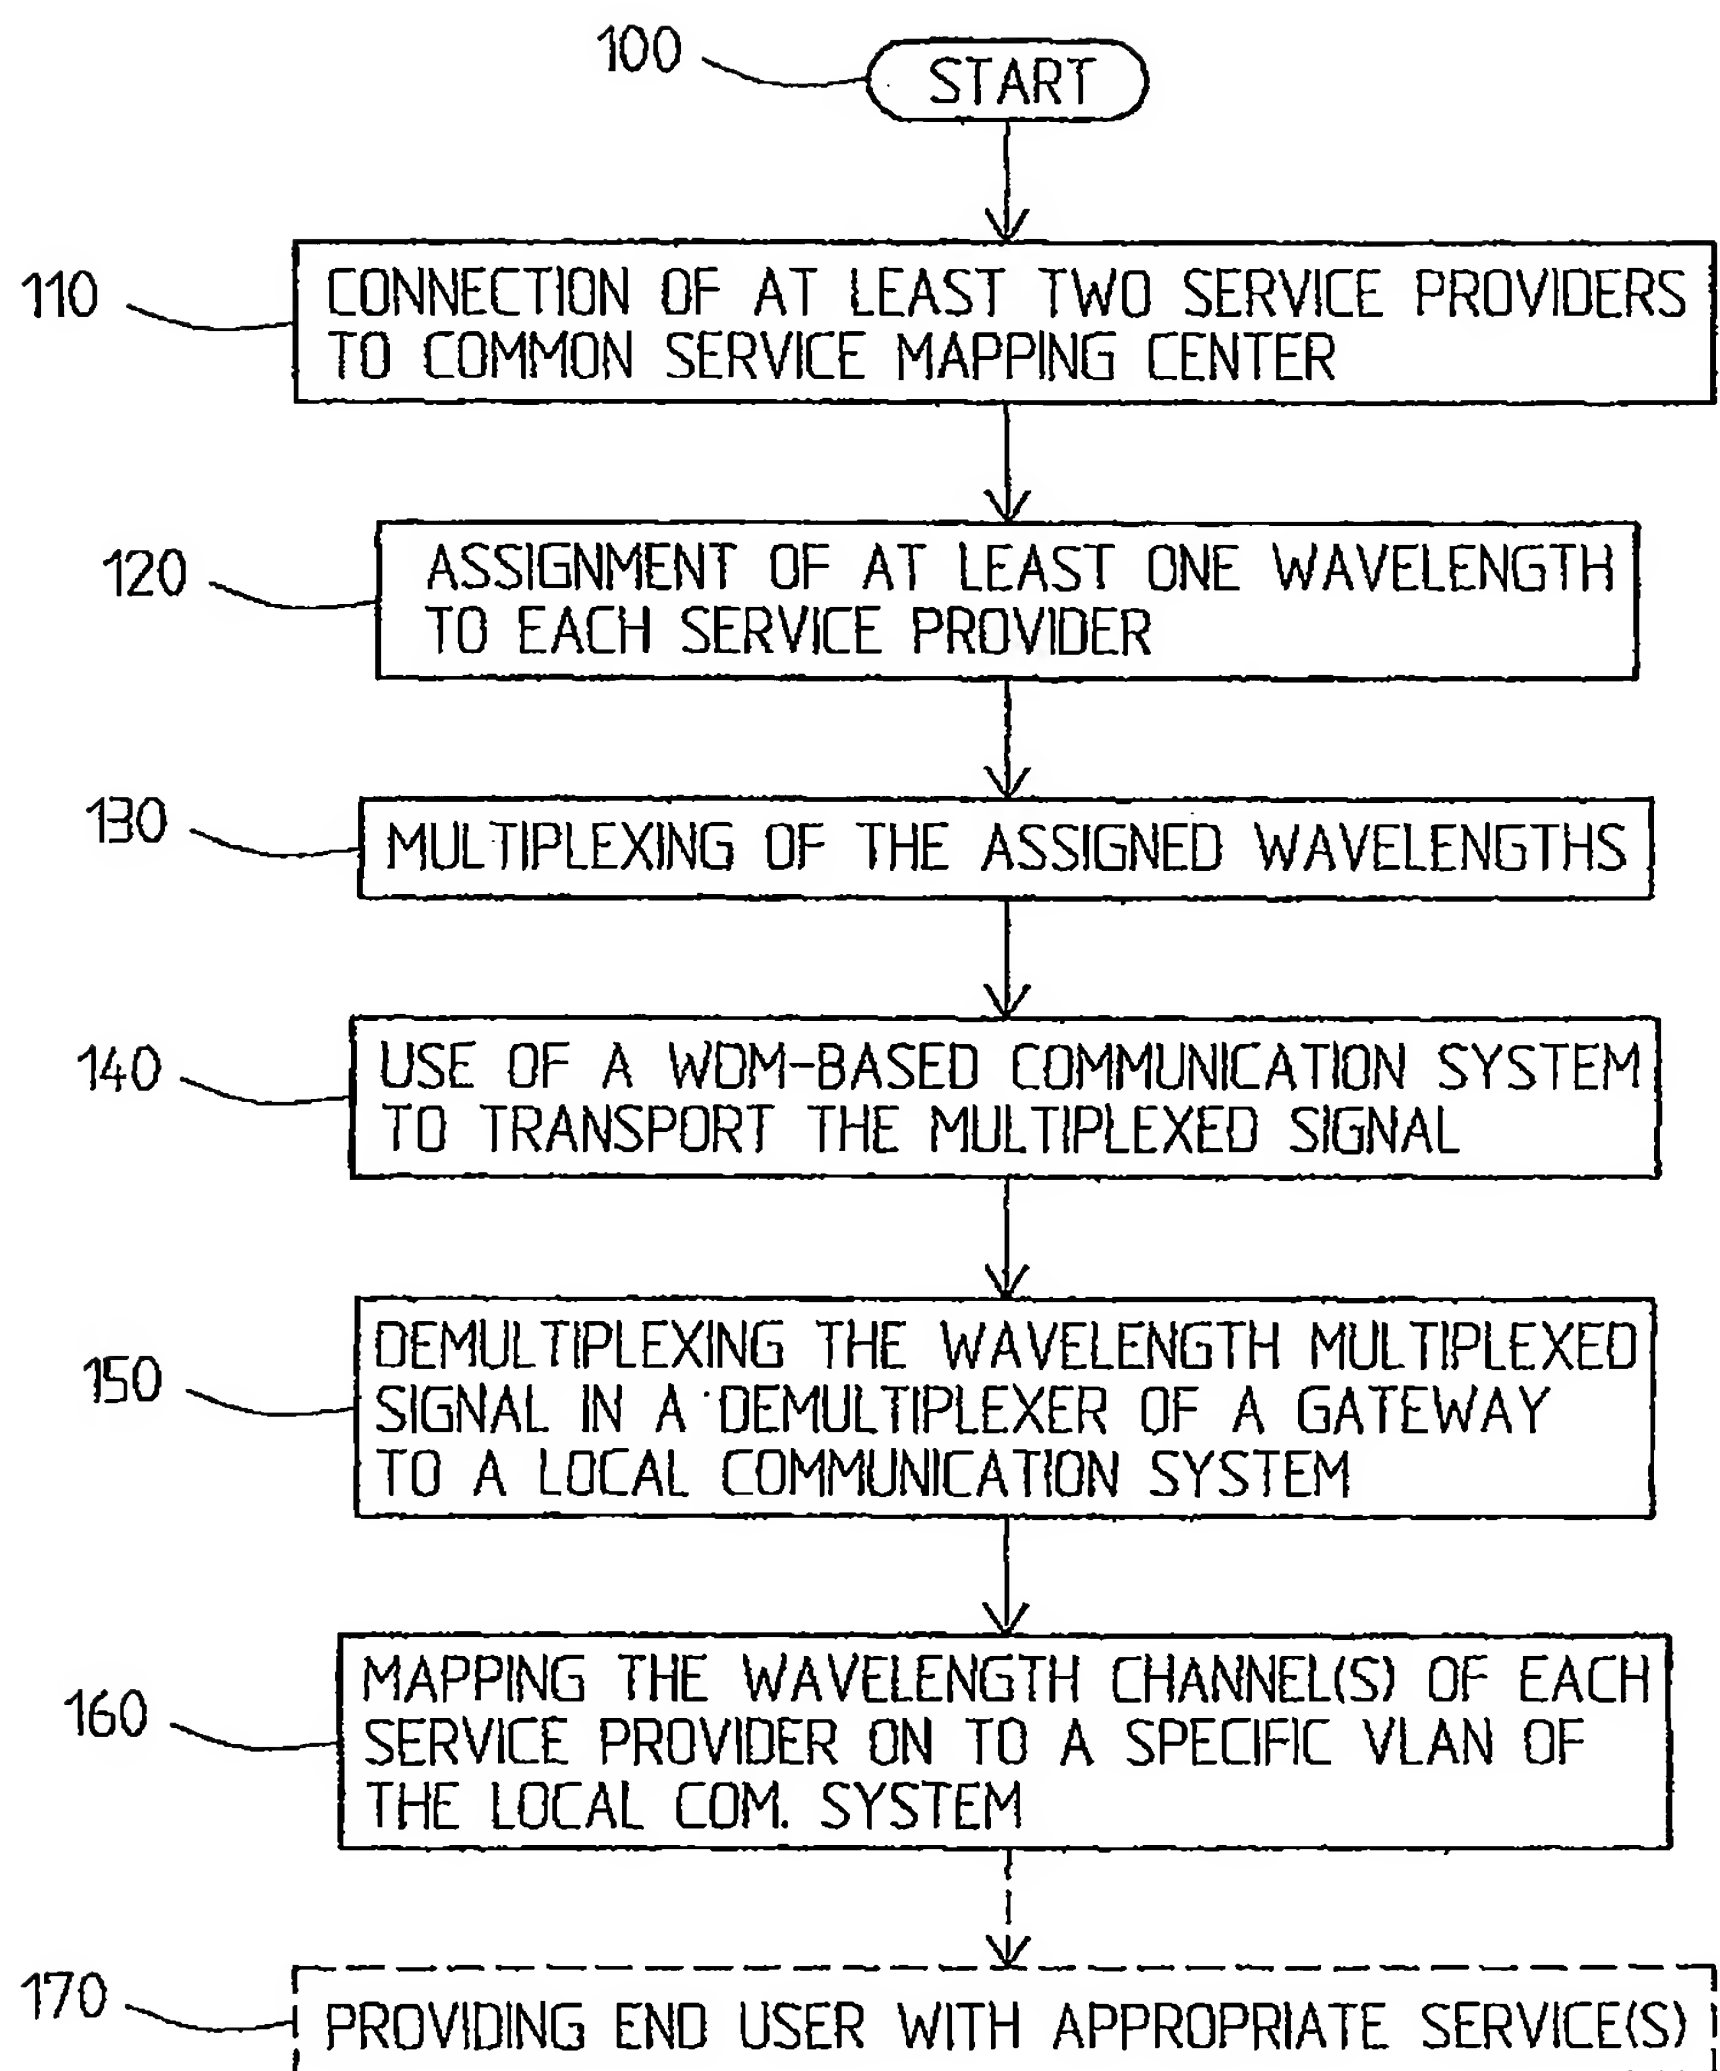 100
START
110
CONNECTION OF AT LEAST TWO SERVICE PROVIDERS
TO COMMON SERVICE MAPPING CENTER
120
ASSIGNMENT OF AT LEAST ONE WAVELENGTH
TO EACH SERVICE PROVIDER
130
MULTIPLEXING OF THE ASSIGNED WAVELENGTHS
140
USE OF A WDM-BASED COMMUNICATION SYSTEM
TO TRANSPORT THE MULTIPLEXED SIGNAL
150
DEMULTIPLEXING THE WAVELENGTH MULTIPLEXED
SIGNAL IN A DEMULTIPLEXER OF A GATEWAY
TO A LOCAL COMMUNICATION SYSTEM
160
MAPPING THE WAVELENGTH CHANNEL(S) OF EACH
SERVICE PROVIDER ON TO A SPECIFIC VLAN OF
THE LOCAL COM. SYSTEM
170
PROVIDING END USER WITH APPROPRIATE SERVICE(S)